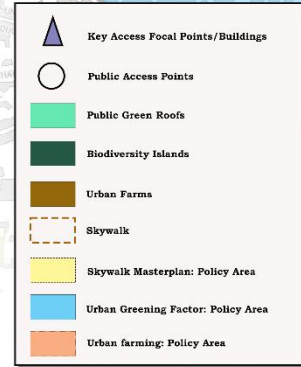 Key Access Focal Points/Buildings
Public Access Points
Public Green Roofs
Biodiversity Islands
Urban Farms
Skywalk
Skywalk Masterplan: Policy Area
Urban Greening Factor: Policy Area
Urban farming: Policy Area